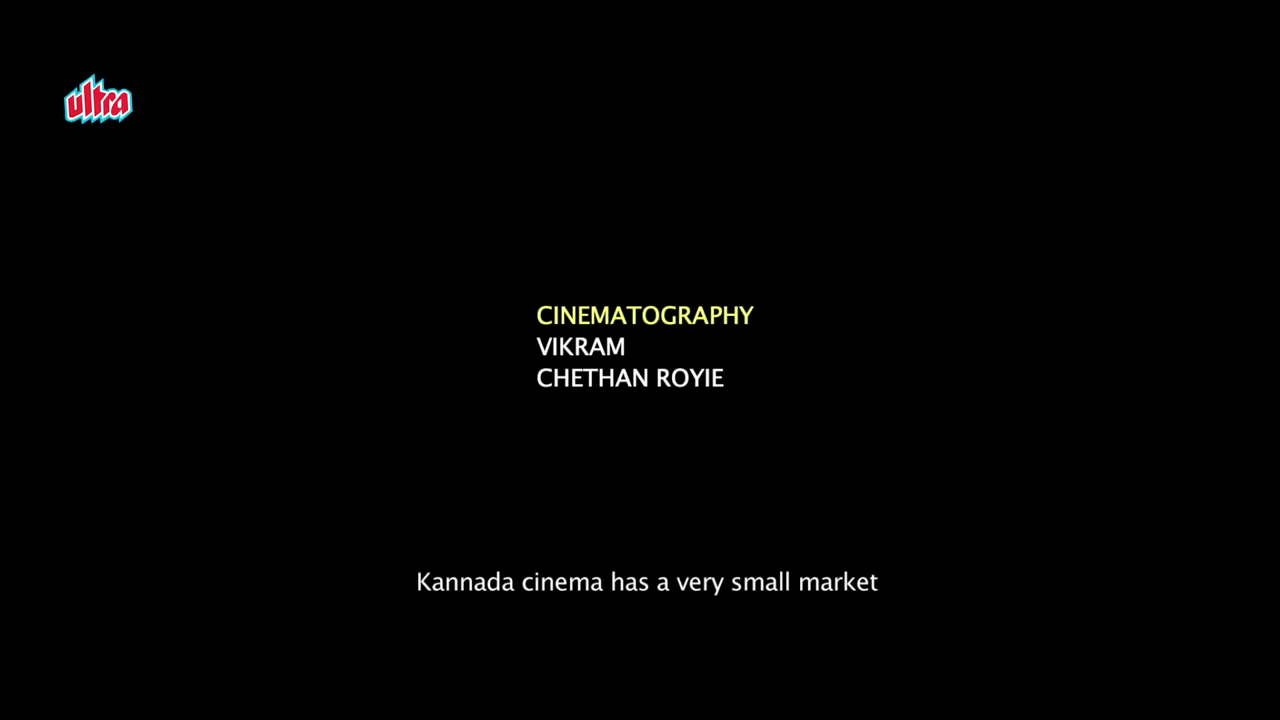 ultra
CINEMATOGRAPHY
VIKRAM
CHETHAN ROYIE
Kannada cinema has a very small market